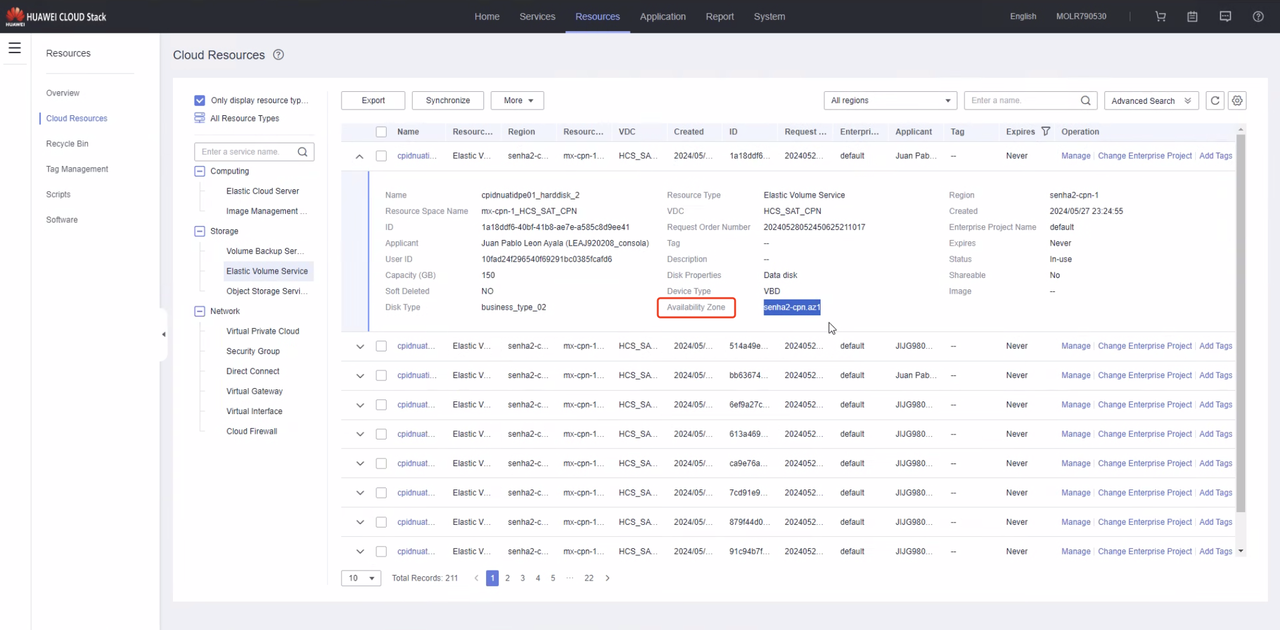 HUAWEI HUAWEI CLOUD Stack Home Services Resources Application Report System English MOLR790530
Resources
Overview
Cloud Resources
Recycle Bin
Tag Management
Scripts
Software
Cloud Resources
Only display resource typ...
All Resource Types
Enter a service name.
Computing
Elastic Cloud Server
Image Management ...
Storage
Volume Backup Ser...
Elastic Volume Service
Object Storage Servi...
Network
Virtual Private Cloud
Security Group
Direct Connect
Virtual Gateway
Virtual Interface
Cloud Firewall
Export Synchronize More All regions Enter a name. Advanced Search
Name Resourc... Region Resourc... VDC Created ID Request ... Enterpri... Applicant Tag Expires Operation
cpidnuati... Elastic V... senha2-c... mx-cpn-1... HCS_SA... 2024/05/... 1a18ddf6... 2024052... default Juan Pab... -- Never Manage Change Enterprise Project Add Tags
Name cpidnuatidpe01_harddisk_2 Resource Type Elastic Volume Service Region senha2-cpn-1
Resource Space Name mx-cpn-1_HCS_SAT_CPN VDC HCS_SAT_CPN Created 2024/05/27 23:24:55
ID 1a18ddf6-40bf-41b8-ae7e-a585c8d9ee41 Request Order Number 20240528052450625211017 Enterprise Project Name default
Applicant Juan Pablo Leon Ayala (LEAJ920208_consola) Tag -- Expires Never
User ID 10fad24f296540f69291bc0385fcafd6 Description -- Status In-use
Capacity (GB) 150 Disk Properties Data disk Shareable No
Soft Deleted NO Device Type VBD Image --
Disk Type business_type_02 Availability Zone senha2-cpn.az1
cpidnuat... Elastic V... senha2-c... mx-cpn-1... HCS_SA... 2024/05/... 514a49e... 2024052... default JIJG980... -- Never Manage Change Enterprise Project Add Tags
cpidnuati... Elastic V... senha2-c... mx-cpn-1... HCS_SA... 2024/05/... bb63674... 2024052... default Juan Pab... -- Never Manage Change Enterprise Project Add Tags
cpidnuat... Elastic V... senha2-c... mx-cpn-1... HCS_SA... 2024/05/... 6ef9a27c... 2024052... default JIJG980... -- Never Manage Change Enterprise Project Add Tags
cpidnuat... Elastic V... senha2-c... mx-cpn-1... HCS_SA... 2024/05/... 613a469... 2024052... default JIJG980... -- Never Manage Change Enterprise Project Add Tags
cpidnuat... Elastic V... senha2-c... mx-cpn-1... HCS_SA... 2024/05/... ca9e76a... 2024052... default JIJG980... -- Never Manage Change Enterprise Project Add Tags
cpidnuat... Elastic V... senha2-c... mx-cpn-1... HCS_SA... 2024/05/... 7cd91e9... 2024052... default JIJG980... -- Never Manage Change Enterprise Project Add Tags
cpidnuat... Elastic V... senha2-c... mx-cpn-1... HCS_SA... 2024/05/... 879f44d0... 2024052... default JIJG980... -- Never Manage Change Enterprise Project Add Tags
cpidnuat... Elastic V... senha2-c... mx-cpn-1... HCS_SA... 2024/05/... 91c94b7f... 2024052... default JIJG980... -- Never Manage Change Enterprise Project Add Tags
10 Total Records: 211 < 1 2 3 4 5 ... 22 >